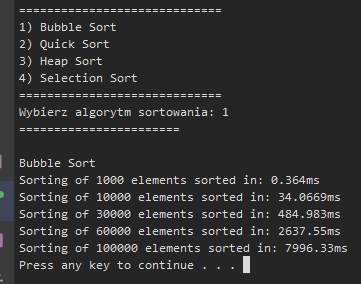 =============================
1) Bubble Sort
2) Quick Sort
3) Heap Sort
4) Selection Sort
=============================
Wybierz algorytm sortowania: 1
=======================
Bubble Sort
Sorting of 1000 elements sorted in: 0.364ms
Sorting of 10000 elements sorted in: 34.0669ms
Sorting of 30000 elements sorted in: 484.983ms
Sorting of 60000 elements sorted in: 2637.55ms
Sorting of 100000 elements sorted in: 7996.33ms
Press any key to continue . . .